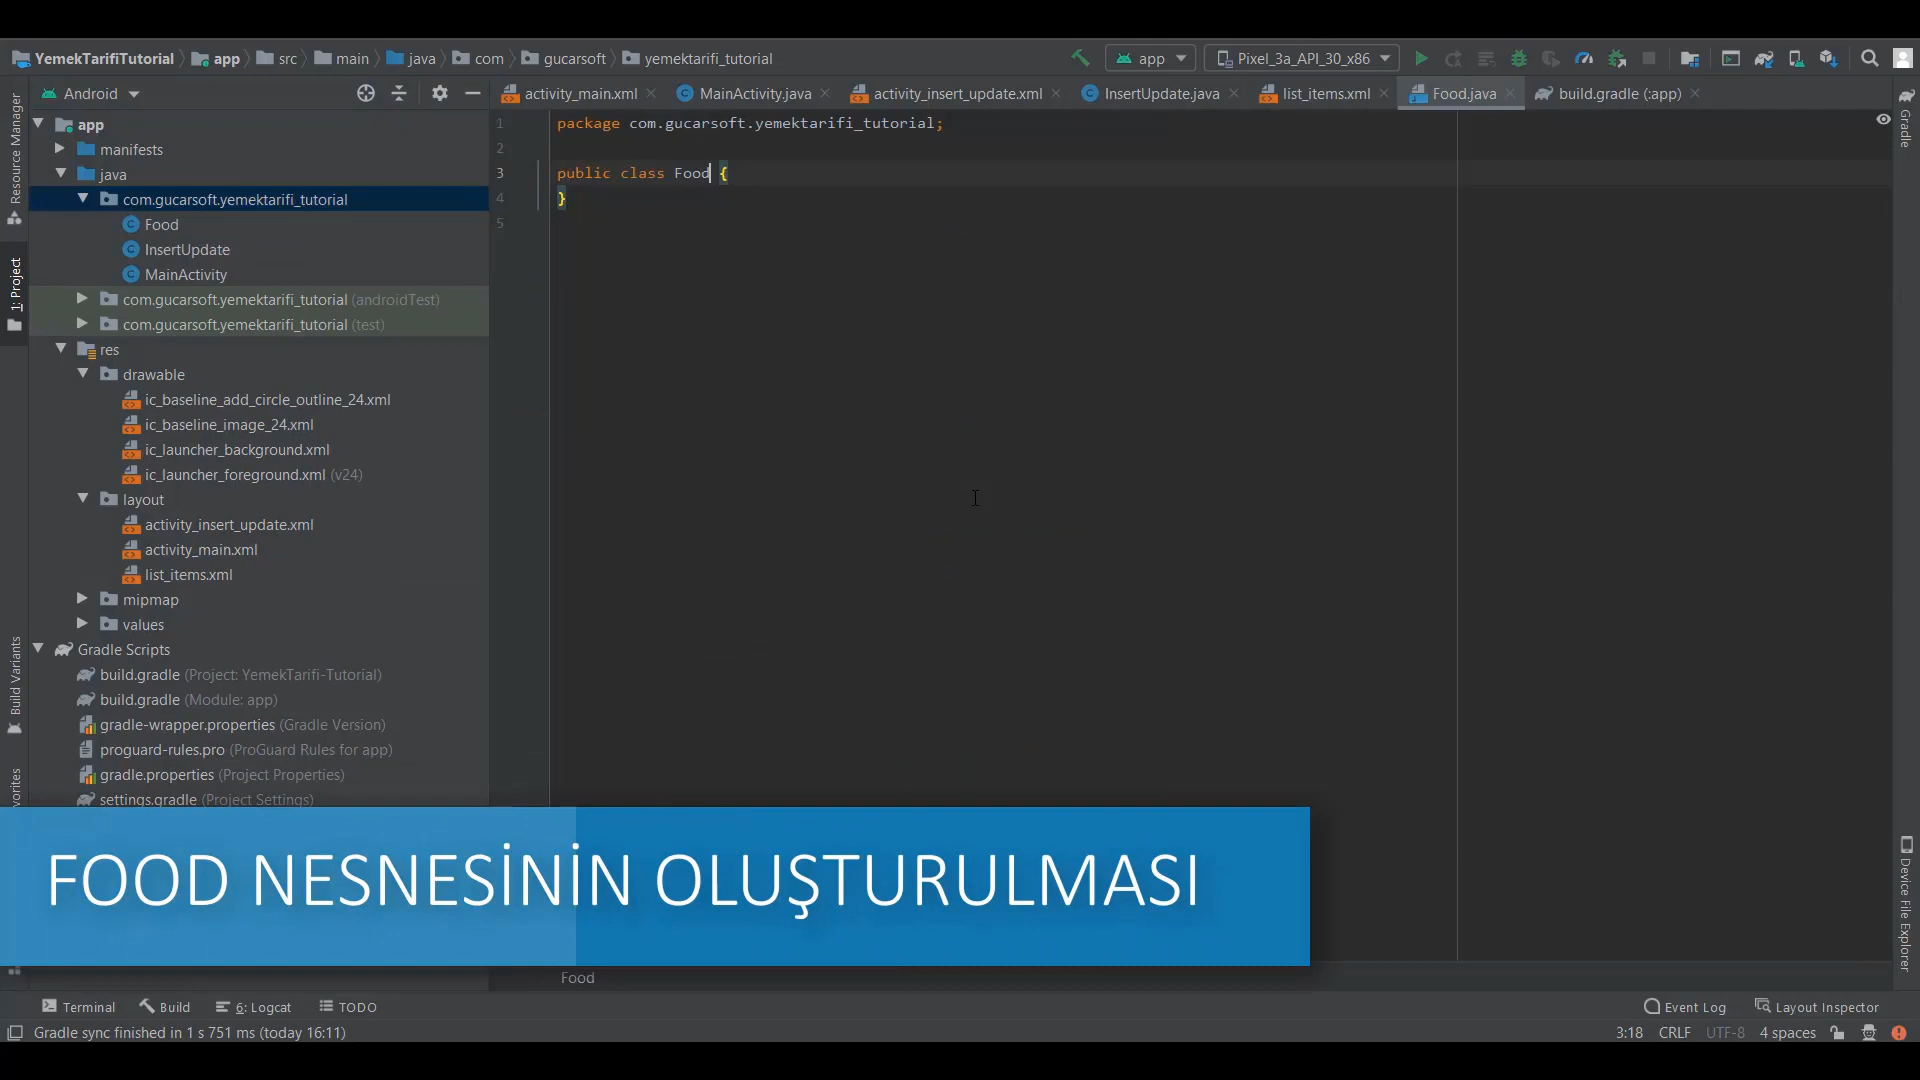 YemekTarifiTutorial app src main java com gucarsoft yemektarifi_tutorial
app Pixel_3a_API_30_x86
Android
activity_main.xml MainActivity.java activity_insert_update.xml InsertUpdate.java list_items.xml Food.java build.gradle (:app)
Resource Manager
1: Project
Build Variants
Gradle
Device File Explorer
app
manifests
java
com.gucarsoft.yemektarifi_tutorial
Food
InsertUpdate
MainActivity
com.gucarsoft.yemektarifi_tutorial (androidTest)
com.gucarsoft.yemektarifi_tutorial (test)
res
drawable
ic_baseline_add_circle_outline_24.xml
ic_baseline_image_24.xml
ic_launcher_background.xml
ic_launcher_foreground.xml (v24)
layout
activity_insert_update.xml
activity_main.xml
list_items.xml
mipmap
values
Gradle Scripts
build.gradle (Project: YemekTarifi-Tutorial)
build.gradle (Module: app)
gradle-wrapper.properties (Gradle Version)
proguard-rules.pro (ProGuard Rules for app)
gradle.properties (Project Properties)
settings.gradle (Project Settings)
1 package com.gucarsoft.yemektarifi_tutorial;
2
3 public class Food {
4 }
5
FOOD NESNESİNİN OLUŞTURULMASI
Food
Terminal Build 6: Logcat TODO Event Log Layout Inspector
Gradle sync finished in 1 s 751 ms (today 16:11) 3:18 CRLF UTF-8 4 spaces